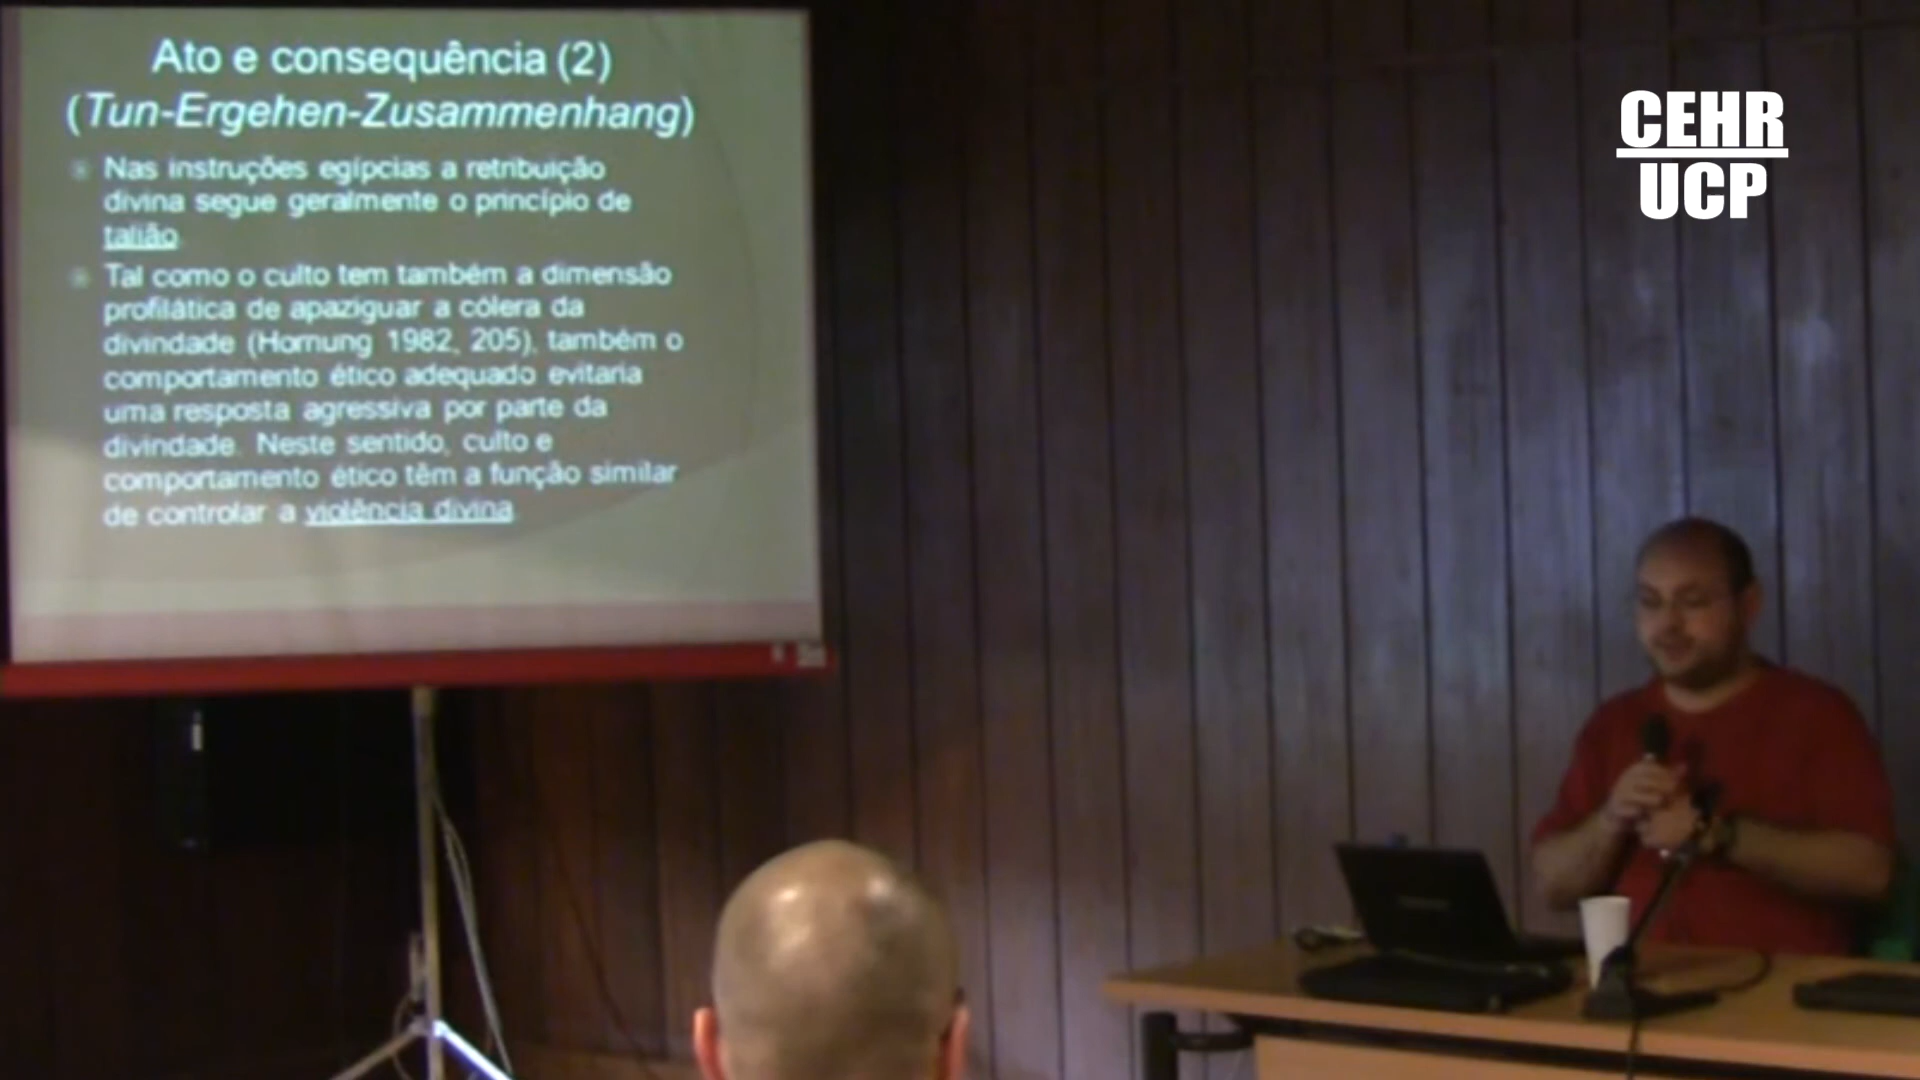 Ato e consequência (2)
(Tun-Ergehen-Zusammenhang)
Nas instruções egípcias a retribuição
divina segue geralmente o princípio de
talião.
Tal como o culto tem também a dimensão
profilática de apaziguar a cólera da
divindade (Hornung 1982, 205), também o
comportamento ético adequado evitaria
uma resposta agressiva por parte da
divindade. Neste sentido, culto e
comportamento ético têm a função similar
de controlar a violência divina.
CEHR
UCP